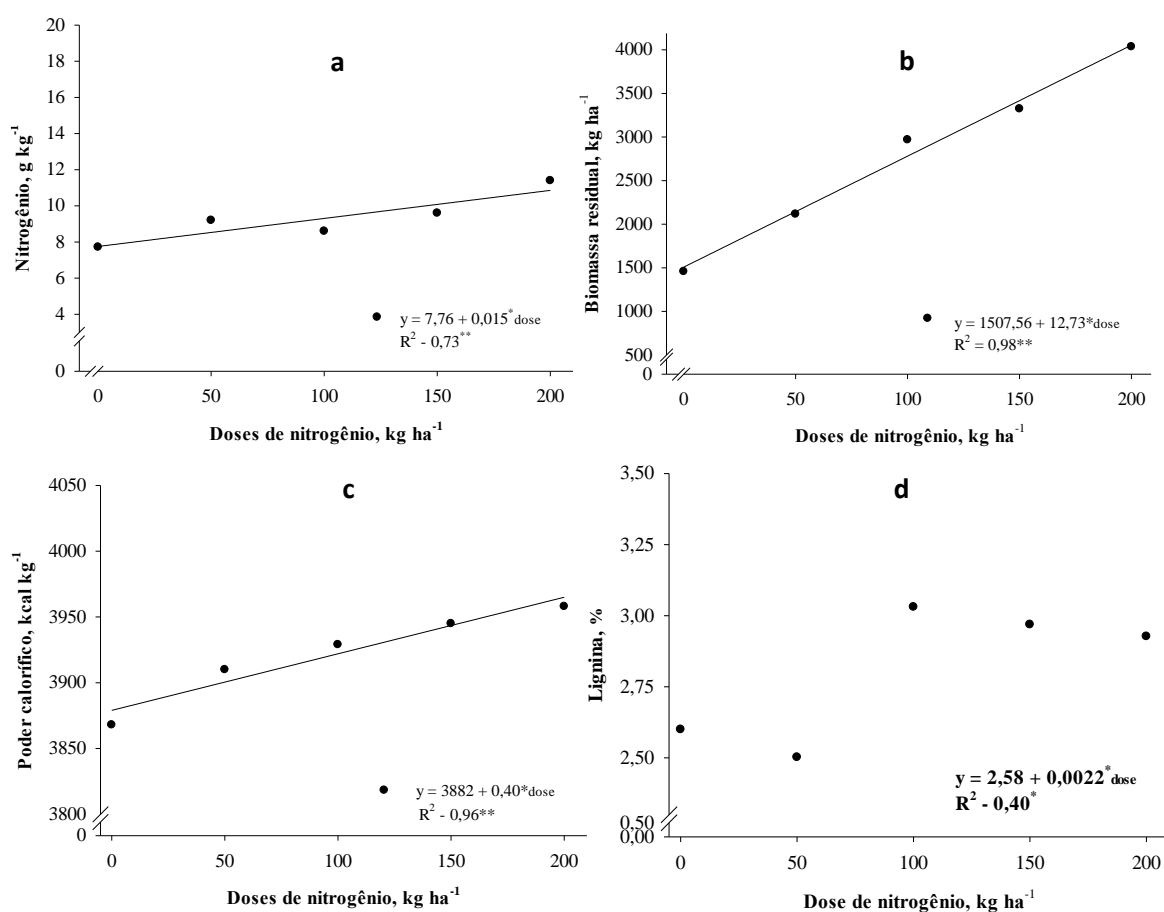 a
20
18
16
14
12
10
8
6
4
0
Nitrogênio, g kg⁻¹
y = 7,76 + 0,015*dose
R² - 0,73**
0 50 100 150 200
Doses de nitrogênio, kg ha⁻¹
b
4000
3500
3000
2500
2000
1500
1000
500
0
Biomassa residual, kg ha⁻¹
y = 1507,56 + 12,73*dose
R² = 0,98**
0 50 100 150 200
Doses de nitrogênio, kg ha⁻¹
c
4050
4000
3950
3900
3850
3800
0
Poder calorífico, kcal kg⁻¹
y = 3882 + 0,40*dose
R² - 0,96**
0 50 100 150 200
Doses de nitrogênio, kg ha⁻¹
d
3,50
3,25
3,00
2,75
2,50
0,50
0,00
Lignina, %
y = 2,58 + 0,0022*dose
R² - 0,40*
0 50 100 150 200
Dose de nitrogênio, kg ha⁻¹